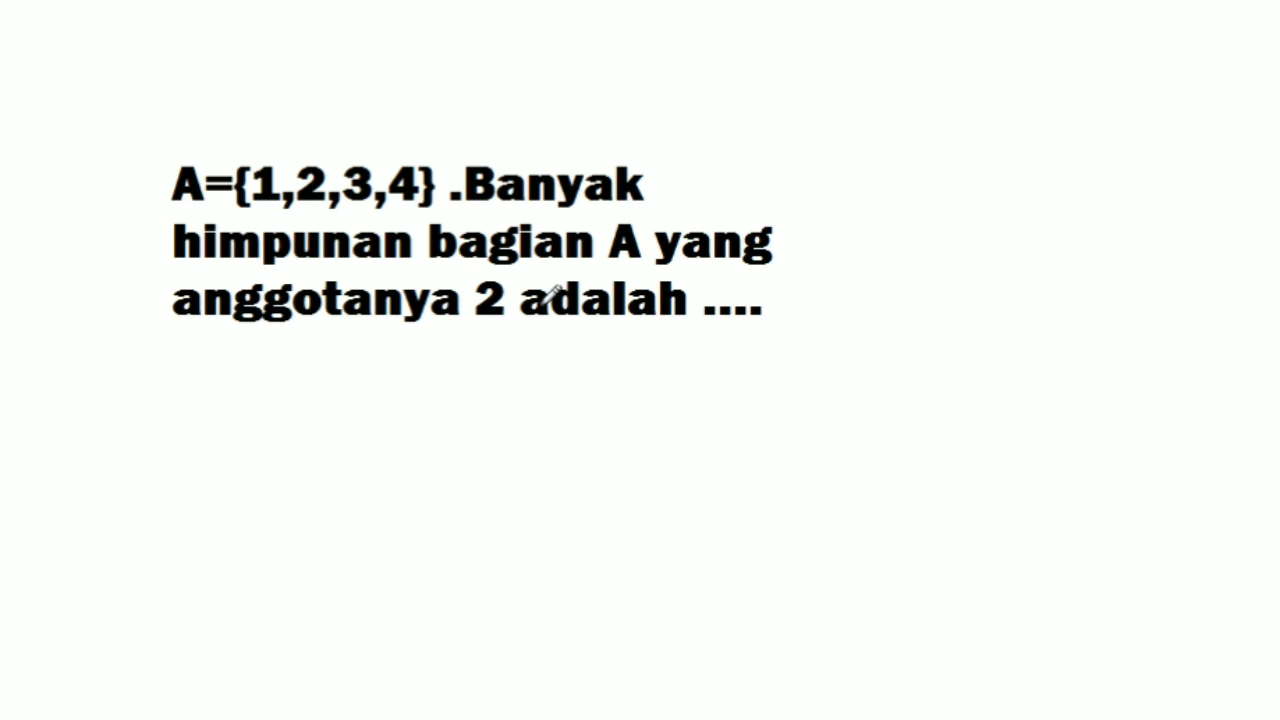 A={1,2,3,4} .Banyak
himpunan bagian A yang
anggotanya 2 adalah ....